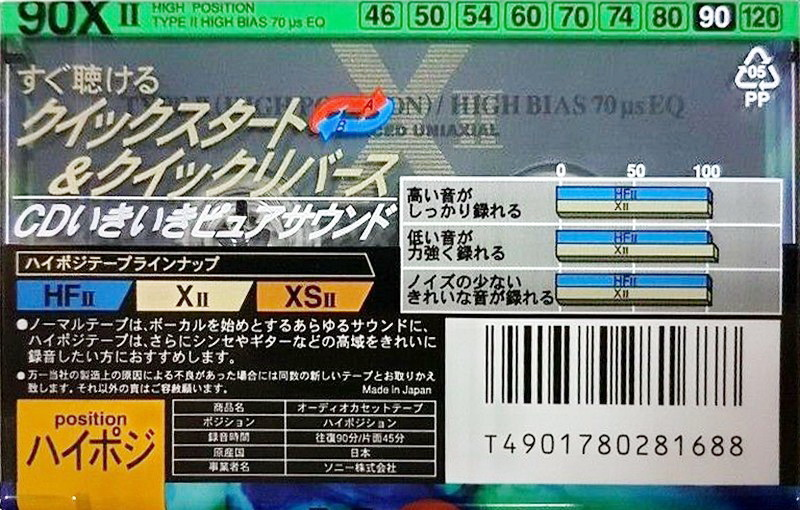 90X II
HIGH POSITION
TYPE II HIGH BIAS 70 μs EQ
46 50 54 60 70 74 80 90 120
すぐ聴ける
クイックスタート
&クイックリバース
CDいきいきピュアサウンド
A
B
XII
TYPE II (HIGH POSITION) / HIGH BIAS 70 μs EQ
UNIAXIAL
05
PP
0 50 100
高い音が
しっかり録れる
HFII
XII
低い音が
力強く録れる
HFII
XII
ノイズの少ない
きれいな音が録れる
HFII
XII
ハイポジテープラインナップ
HFII XII XSII
●ノーマルテープは、ボーカルを始めとするあらゆるサウンドに、
ハイポジテープは、さらにシンセやギターなどの高域をきれいに
録音したい方におすすめします。
●万一当社の製造上の原因による不良があった場合には同数の新しいテープとお取りかえ
致します。それ以外の責はご容赦願います。
Made in Japan
position
ハイポジ
商品名 オーディオカセットテープ
ポジション ハイポジション
録音時間 往復90分/片面45分
原産国 日本
事業者名 ソニー株式会社
T4901780281688